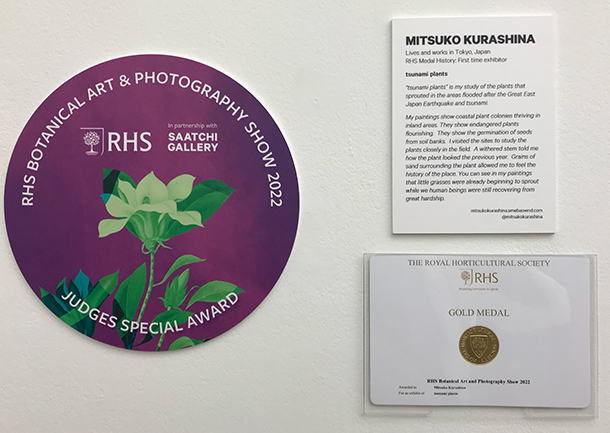 RHS BOTANICAL ART & PHOTOGRAPHY SHOW 2022
RHS
In partnership with
SAATCHI
GALLERY
JUDGES SPECIAL AWARD
MITSUKO KURASHINA
Lives and works in Tokyo, Japan
RHS Medal History: First time exhibitor
tsunami plants
"tsunami plants" is my study of the plants that
sprouted in the areas flooded after the Great East
Japan Earthquake and tsunami.
My paintings show coastal plant colonies thriving in
inland areas. They show endangered plants
flourishing. They show the germination of seeds
from soil banks. I visited the sites to study the
plants closely in the field. A withered stem told me
how the plant looked the previous year. Grains of
sand surrounding the plant allowed me to feel the
history of the place. You can see in my paintings
that little grasses were already beginning to sprout
while we human beings were still recovering from
great hardship.
mitsukokurashina.amebaownd.com
@mitsukokurashina
THE ROYAL HORTICULTURAL SOCIETY
RHS
GOLD MEDAL
RHS Botanical Art and Photography Show 2022
Awarded to Mitsuko Kurashina
For an exhibit of tsunami plants